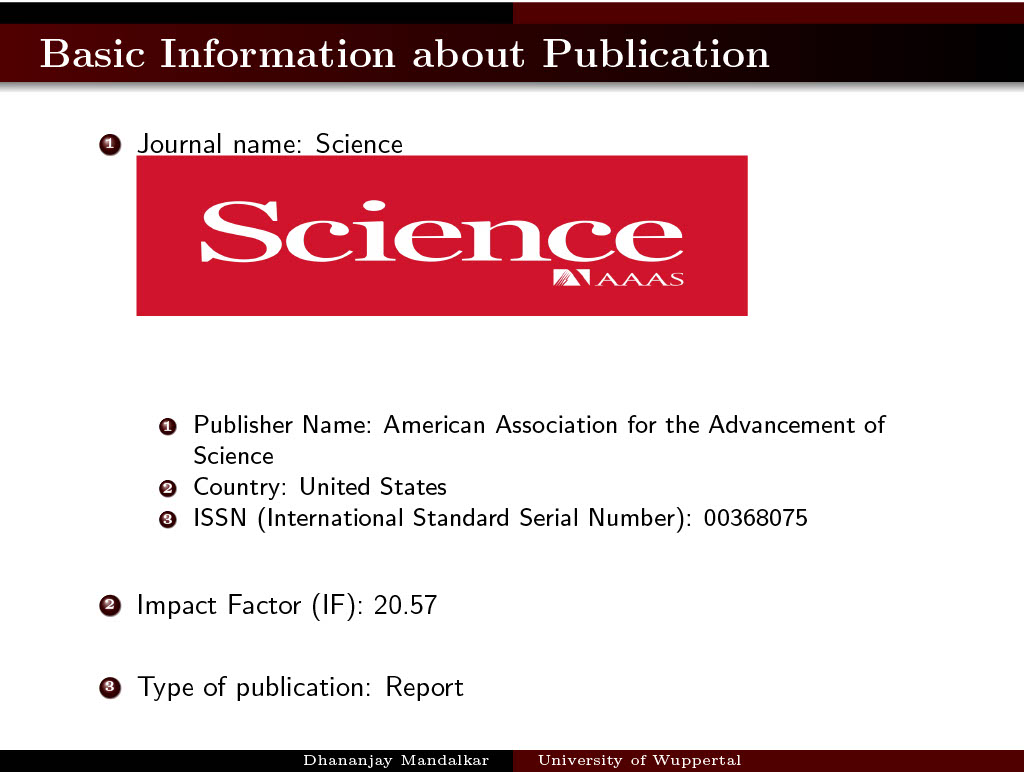 Basic Information about Publication
1 Journal name: Science
Science
AAAS
1 Publisher Name: American Association for the Advancement of
Science
2 Country: United States
3 ISSN (International Standard Serial Number): 00368075
2 Impact Factor (IF): 20.57
3 Type of publication: Report
Dhananjay Mandalkar University of Wuppertal